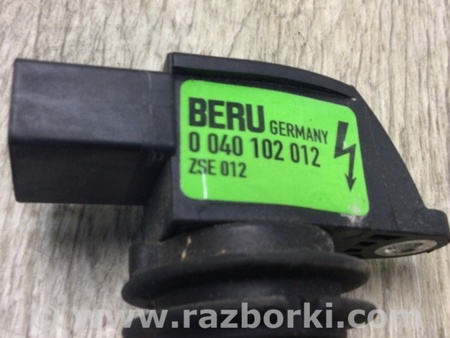 BERU GERMANY
0 040 102 012
ZSE 012
www.razborki.com